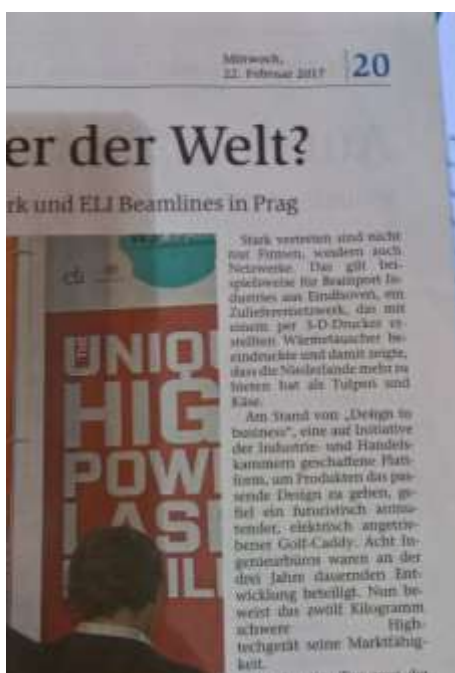 Mittwoch,
22. Februar 2017
20
er der Welt?
rk und ELI Beamlines in Prag
Stark vertreten sind nicht
nur Firmen, sondern auch
Netzwerke. Das gilt bei-
spielsweise für Brainport In-
dustries aus Eindhoven, ein
Zulieferernetzwerk, das mit
einem per 3-D-Drucker er-
stellten Wärmetauscher be-
eindruckte und damit zeigte,
dass die Niederlande mehr zu
bieten hat als Tulpen und
Käse.
Am Stand von „Design in
business“, eine auf Initiative
der Industrie- und Handels-
kammern geschaffene Platt-
form, um Produkten das pas-
sende Design zu geben, ge-
fiel ein futuristisch anmu-
tender, elektrisch angetrie-
bener Golf-Caddy. Acht In-
genieurbüros waren an der
drei Jahre dauernden Ent-
wicklung beteiligt. Nun be-
weist das zwölf Kilogramm
schwere High-
techgerät seine Marktfähig-
keit.
eli
THE
UNIQU
HIG
POWE
LASE
ILI